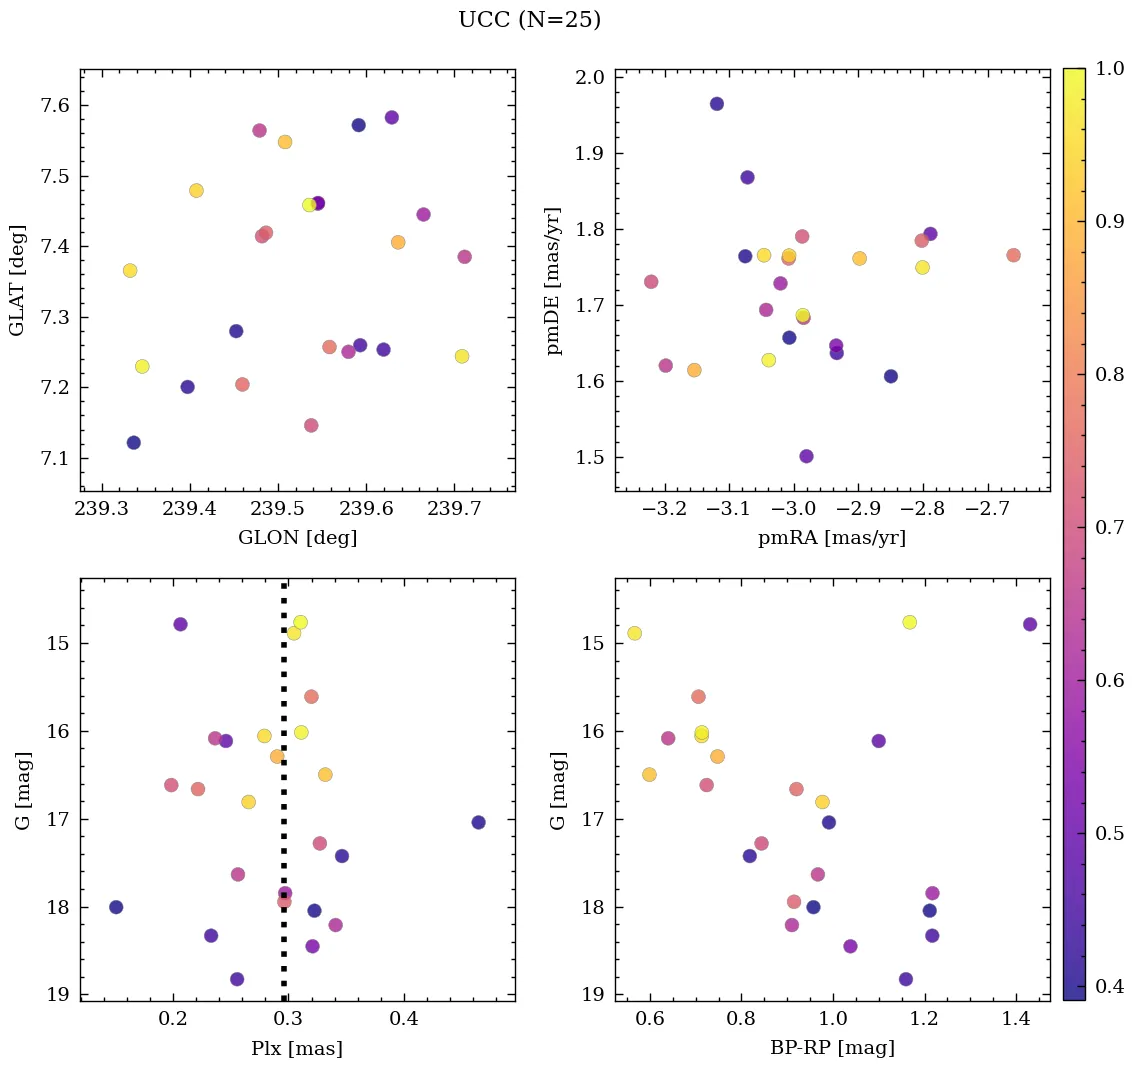 UCC (N=25)
7.6
7.5
7.4
7.3
7.2
7.1
GLAT [deg]
239.3 239.4 239.5 239.6 239.7
GLON [deg]
2.0
1.9
1.8
1.7
1.6
1.5
pmDE [mas/yr]
−3.2 −3.1 −3.0 −2.9 −2.8 −2.7
pmRA [mas/yr]
15
16
17
18
19
G [mag]
0.2 0.3 0.4
Plx [mas]
15
16
17
18
19
G [mag]
0.6 0.8 1.0 1.2 1.4
BP-RP [mag]
1.0
0.9
0.8
0.7
0.6
0.5
0.4